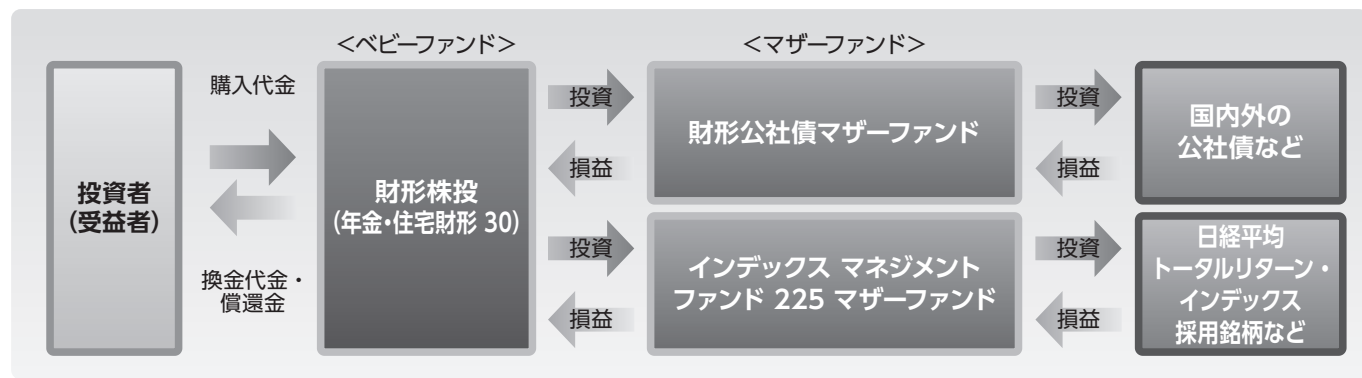 ＜ベビーファンド＞
＜マザーファンド＞
投資者
（受益者）
購入代金
換金代金・
償還金
財形株投
（年金・住宅財形 30）
投資
損益
財形公社債マザーファンド
投資
損益
国内外の
公社債など
投資
損益
インデックス マネジメント
ファンド 225 マザーファンド
投資
損益
日経平均
トータルリターン・
インデックス
採用銘柄など